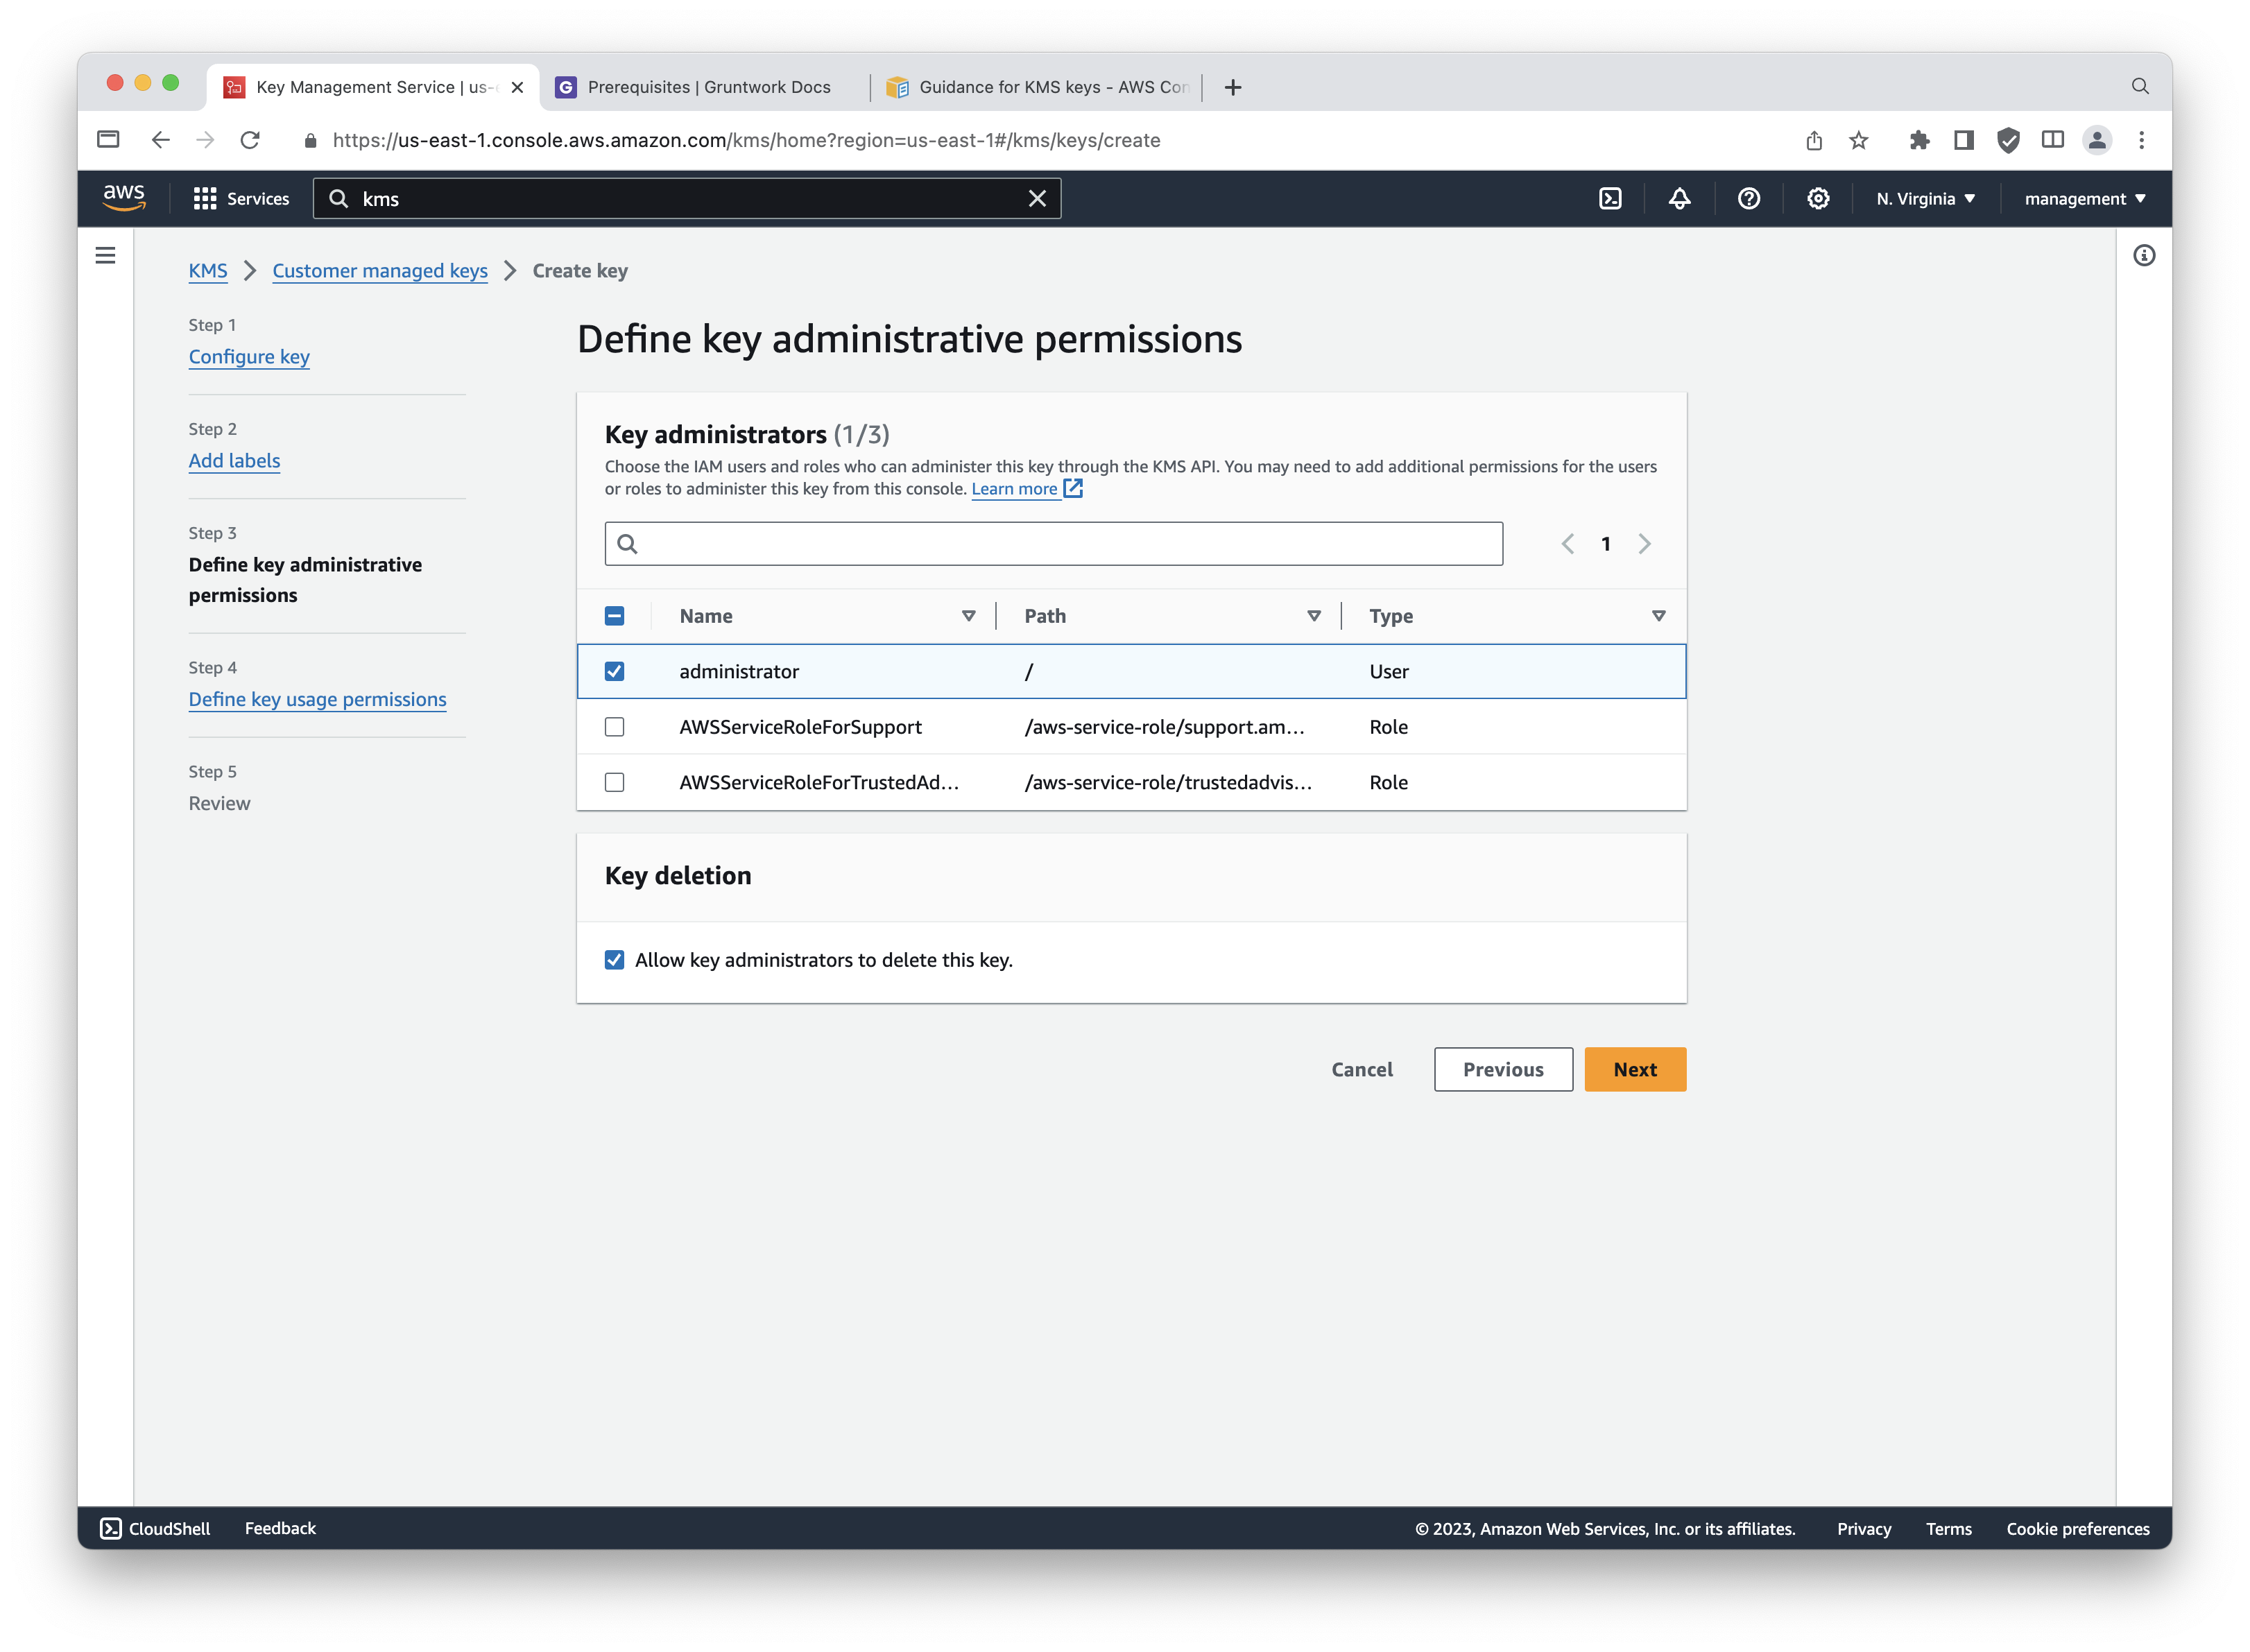 Key Management Service | us-e
Prerequisites | Gruntwork Docs
Guidance for KMS keys - AWS Con
https://us-east-1.console.aws.amazon.com/kms/home?region=us-east-1#/kms/keys/create
aws
Services
kms
N. Virginia
management
KMS
Customer managed keys
Create key
Step 1
Configure key
Step 2
Add labels
Step 3
Define key administrative
permissions
Step 4
Define key usage permissions
Step 5
Review
Define key administrative permissions
Key administrators (1/3)
Choose the IAM users and roles who can administer this key through the KMS API. You may need to add additional permissions for the users
or roles to administer this key from this console. Learn more
1
Name
Path
Type
administrator
/
User
AWSServiceRoleForSupport
/aws-service-role/support.am...
Role
AWSServiceRoleForTrustedAd...
/aws-service-role/trustedadvis...
Role
Key deletion
Allow key administrators to delete this key.
Cancel
Previous
Next
CloudShell
Feedback
© 2023, Amazon Web Services, Inc. or its affiliates.
Privacy
Terms
Cookie preferences